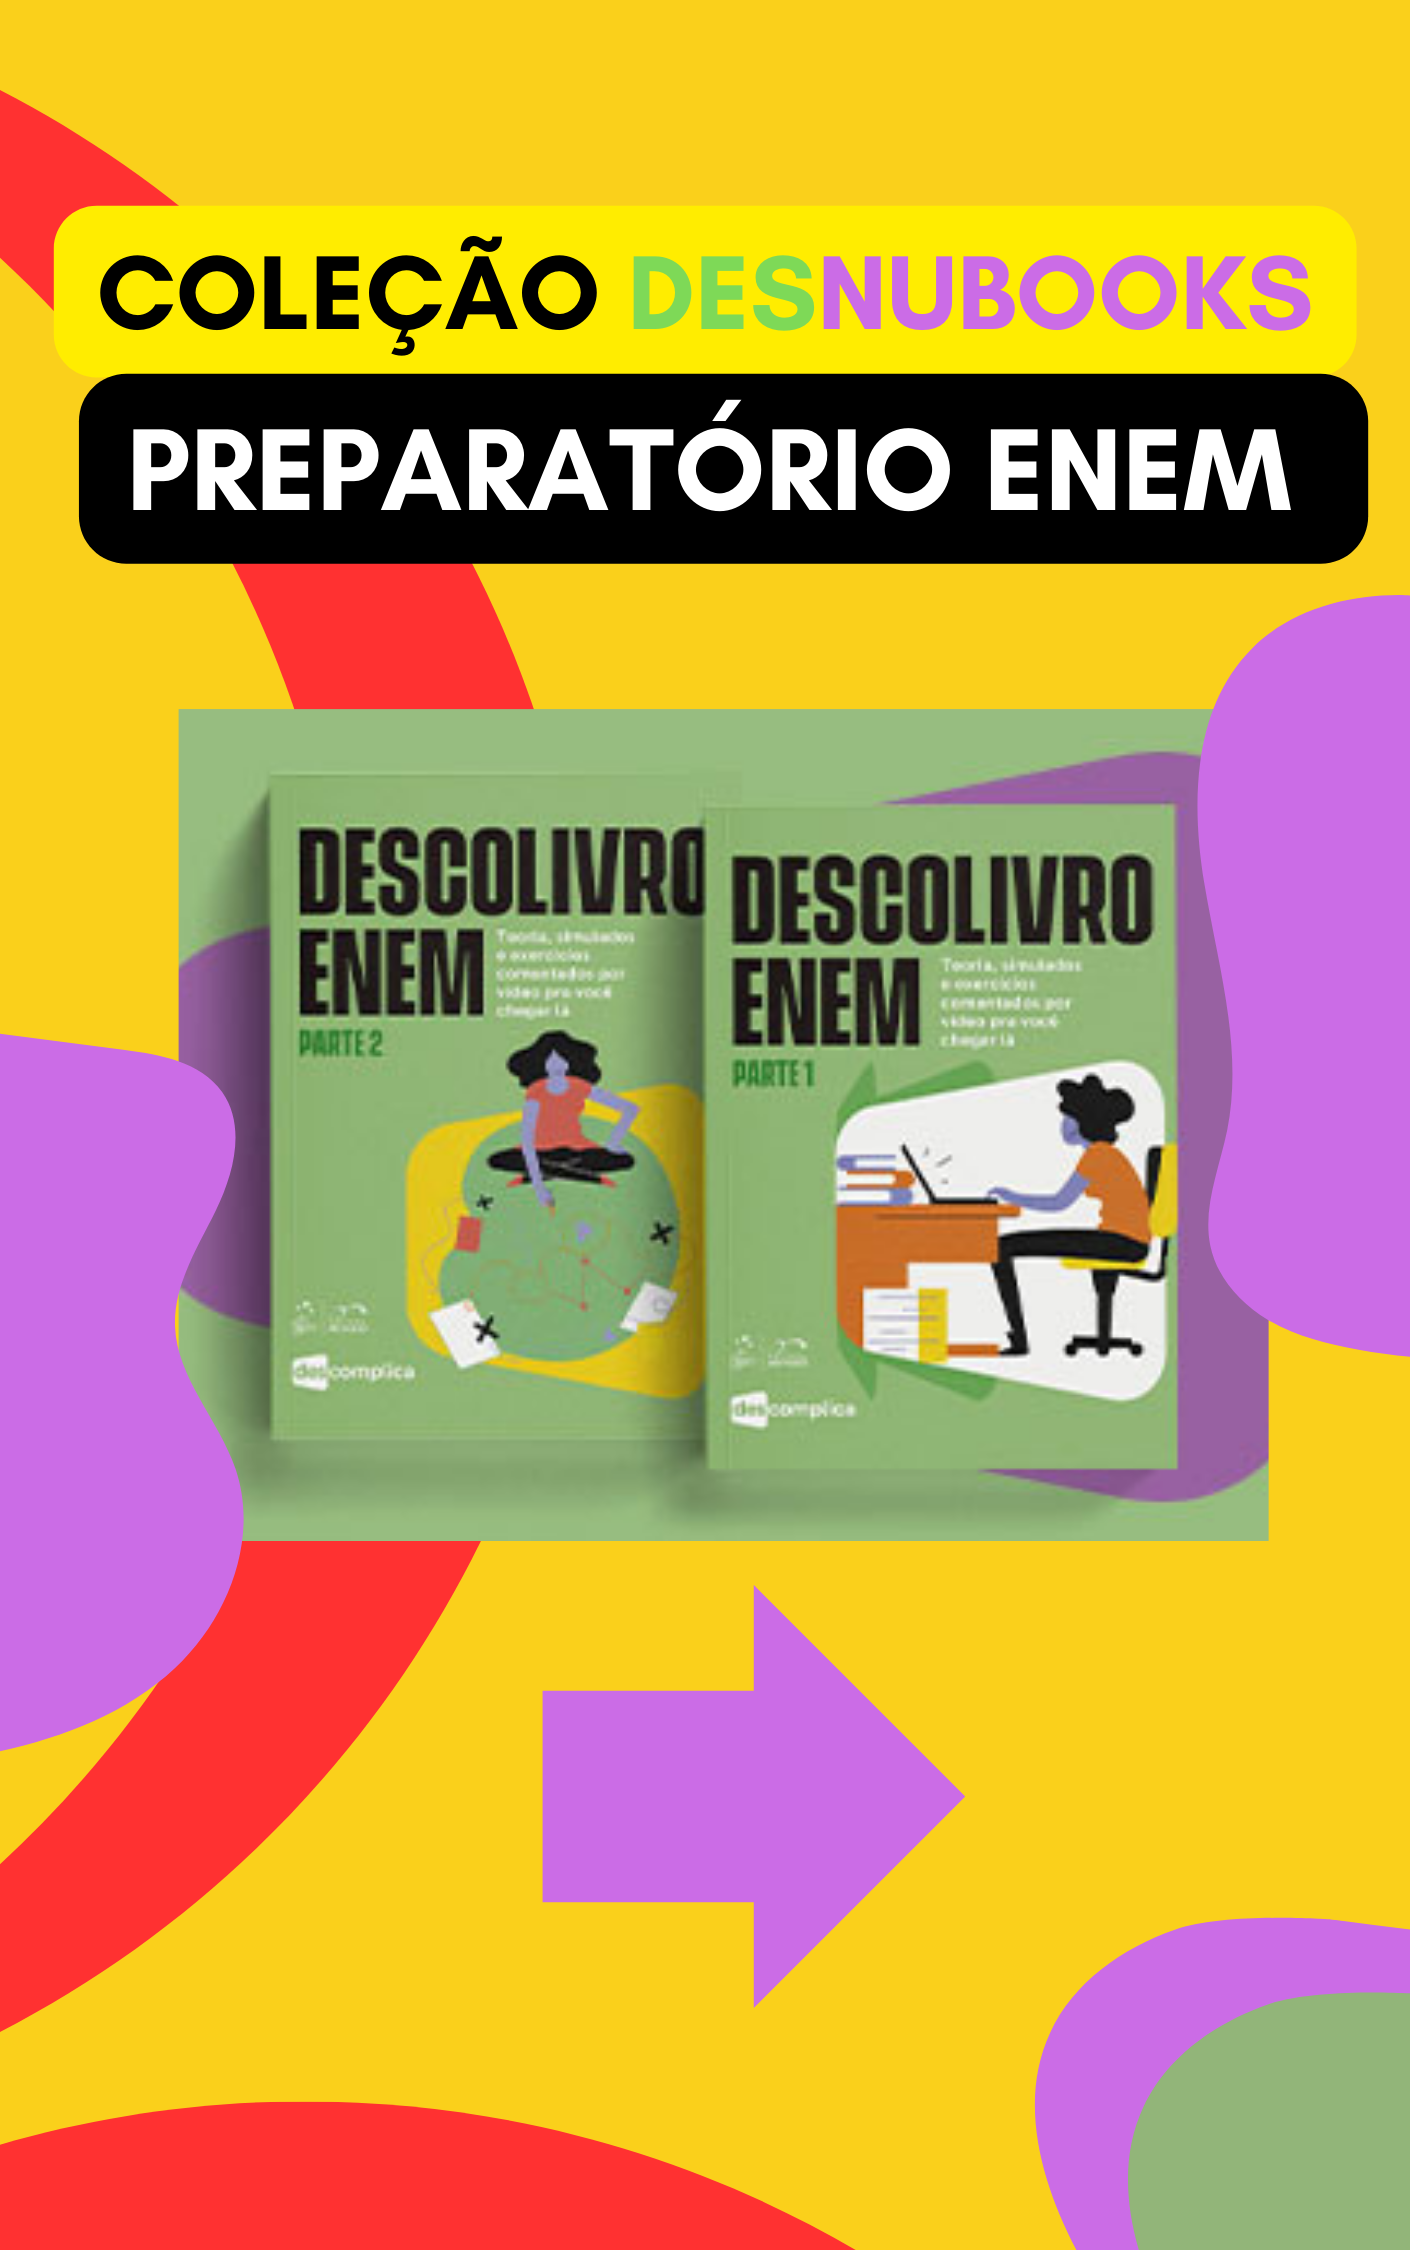 COLEÇÃO DESNUBOOKS
PREPARATÓRIO ENEM
DESCOLIVRO
ENEM
Teoria, simulados
e exercícios
comentados por
vídeo pra você
chegar lá
PARTE 2
descomplica
DESCOLIVRO
ENEM
Teoria, simulados
e exercícios
comentados por
vídeo pra você
chegar lá
PARTE 1
descomplica